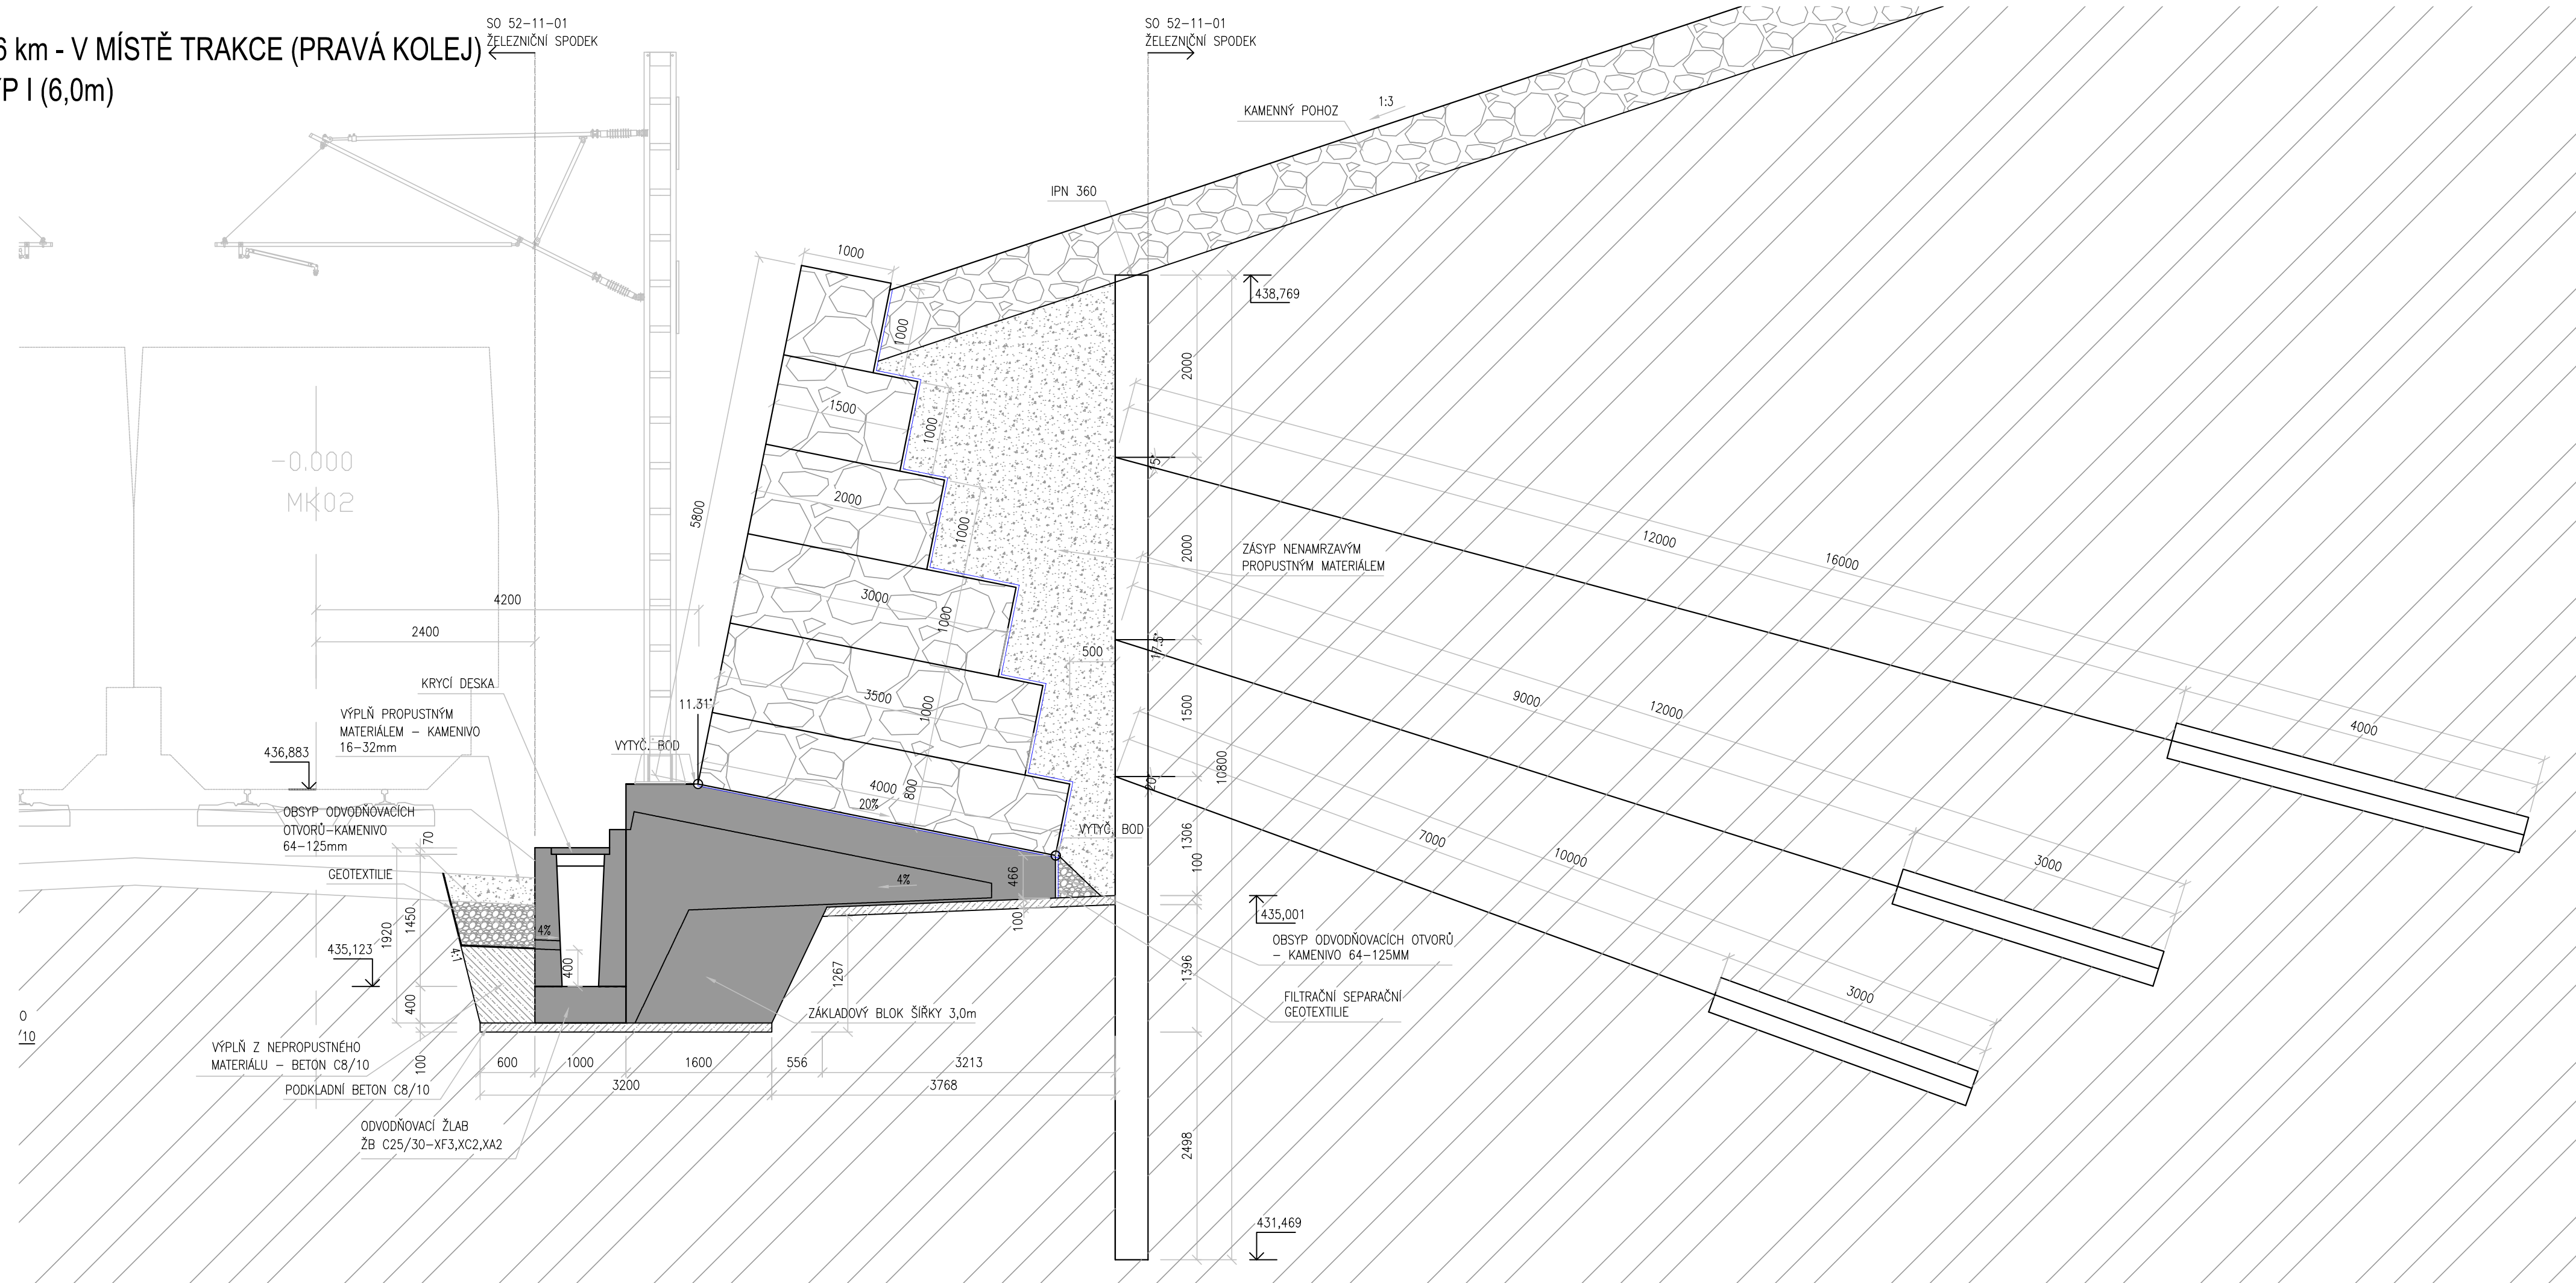 6 km - V MÍSTĚ TRAKCE (PRAVÁ KOLEJ)
P I (6,0m)
SO 52-11-01
ŽELEZNIČNÍ SPODEK
SO 52-11-01
ŽELEZNIČNÍ SPODEK
KAMENNÝ POHOZ
1:3
IPN 360
1000
1000
438,769
2000
1500
1000
-0.000
MK02
2000
1000
5800
15°
12000
16000
2000
ZÁSYP NENAMRZAVÝM
PROPUSTNÝM MATERIÁLEM
4200
3000
1000
2400
500
17.5°
KRYCÍ DESKA
3500
1000
9000
12000
1500
11.31°
VÝPLŇ PROPUSTNÝM
MATERIÁLEM – KAMENIVO
16-32mm
4000
436,883
VYTYČ. BOD
10800
20°
4000
800
20%
OBSYP ODVODŇOVACÍCH
OTVORŮ-KAMENIVO
64-125mm
70
VYTYČ. BOD
1306
7000
10000
3000
GEOTEXTILIE
4%
466
100
100
435,001
1450
1920
4%
435,123
4:1
400
1267
1396
OBSYP ODVODŇOVACÍCH OTVORŮ
– KAMENIVO 64-125MM
3000
FILTRAČNÍ SEPARAČNÍ
GEOTEXTILIE
400
ZÁKLADOVÝ BLOK ŠÍŘKY 3,0m
O
/10
VÝPLŇ Z NEPROPUSTNÉHO
MATERIÁLU – BETON C8/10
100
600
1000
1600
556
3213
PODKLADNÍ BETON C8/10
3200
3768
ODVODŇOVACÍ ŽLAB
ŽB C25/30-XF3,XC2,XA2
2498
431,469